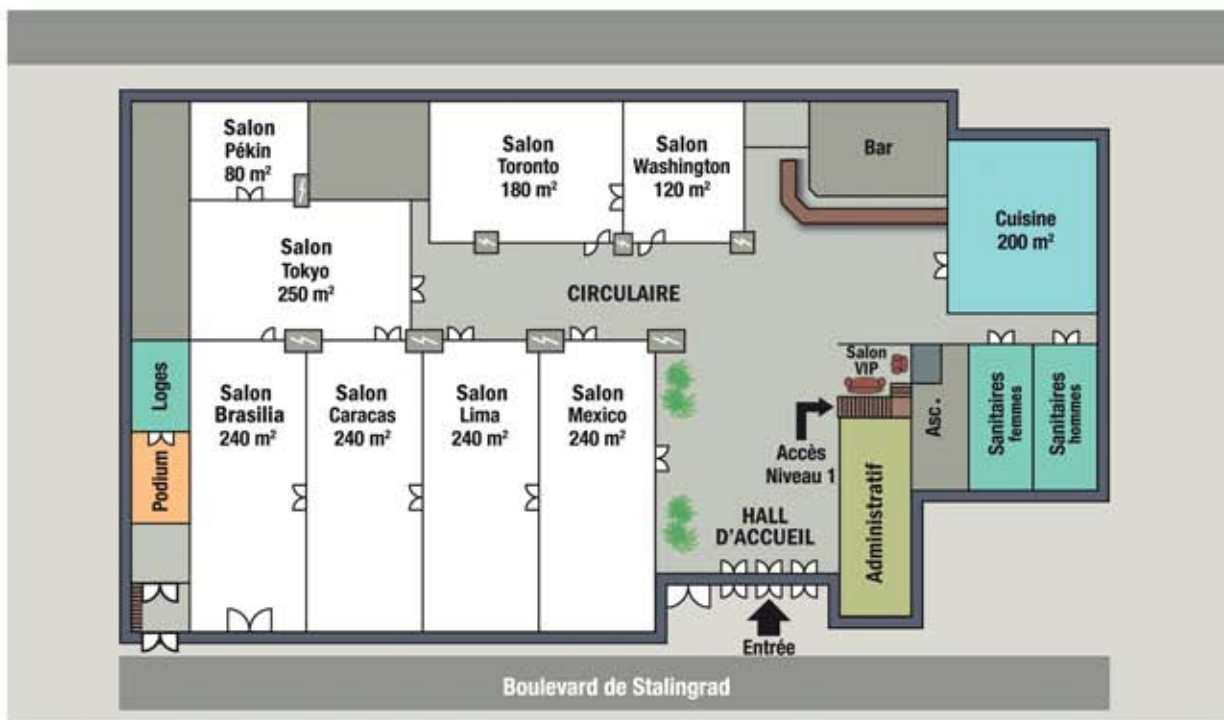 Salon
Pékin
80 m²
Salon
Toronto
180 m²
Salon
Washington
120 m²
Bar
Cuisine
200 m²
Salon
Tokyo
250 m²
CIRCULAIRE
Loges
Podium
Salon
Brasilia
240 m²
Salon
Caracas
240 m²
Salon
Lima
240 m²
Salon
Mexico
240 m²
Salon
VIP
Asc.
Sanitaires
femmes
Sanitaires
hommes
Accès
Niveau 1
HALL
D'ACCUEIL
Administratif
Entrée
Boulevard de Stalingrad